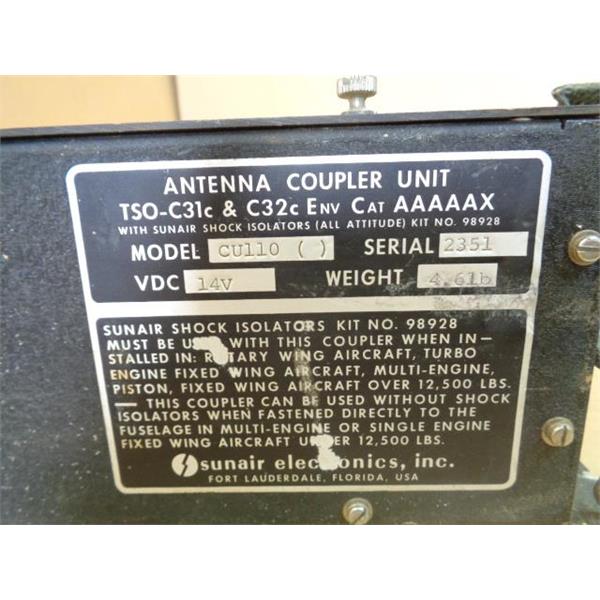 ANTENNA COUPLER UNIT
TSO-C31c & C32c ENV CAT AAAAAX
WITH SUNAIR SHOCK ISOLATORS (ALL ATTITUDE) KIT NO. 98928
MODEL CU110 ( ) SERIAL 2351
VDC 14V WEIGHT 4.61b
SUNAIR SHOCK ISOLATORS KIT NO. 98928
MUST BE WITH THIS COUPLER WHEN IN-
STALLED IN: WING AIRCRAFT, TURBO
ENGINE FIXED WING AIRCRAFT, MULTI-ENGINE,
PISTON, FIXED WING AIRCRAFT OVER 12,500 LBS.
— THIS COUPLER CAN BE USED WITHOUT SHOCK
ISOLATORS WHEN FASTENED DIRECTLY TO THE
FUSELAGE IN MULTI-ENGINE OR SINGLE ENGINE
FIXED WING AIRCRAFT 12,500 LBS.
sunair electronics, inc.
FORT LAUDERDALE, FLORIDA, USA